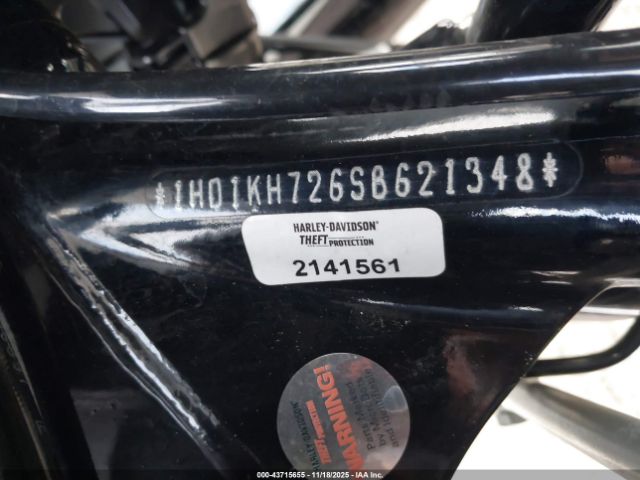 *1HD1KH726SB621348*
HARLEY-DAVIDSON®
THEFT PROTECTION
2141561
WARNING!
000-43715655 - 11/18/2025 - IAA Inc.